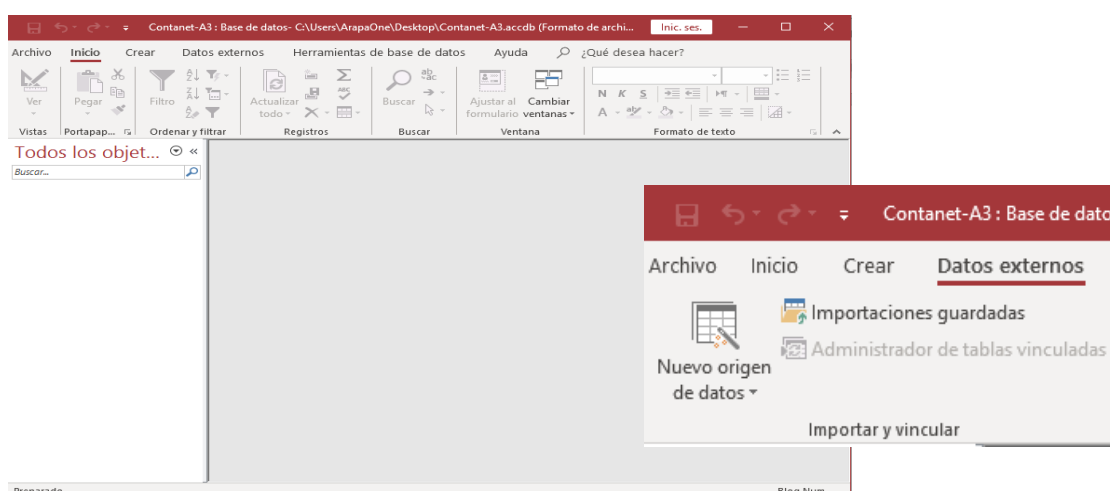 Contanet-A3 : Base de datos- C:\Users\ArapaOne\Desktop\Contanet-A3.accdb (Formato de archi... Inic. ses.
Archivo Inicio Crear Datos externos Herramientas de base de datos Ayuda ¿Qué desea hacer?
Ver Pegar Filtro Actualizar todo Buscar Ajustar al formulario Cambiar ventanas
N K S
A
Vistas Portapap... Ordenar y filtrar Registros Buscar Ventana Formato de texto
Todos los objet...
Buscar...
Preparado
Bloq Num
Contanet-A3 : Base de dato
Archivo Inicio Crear Datos externos
Importaciones guardadas
Administrador de tablas vinculadas
Nuevo origen
de datos
Importar y vincular